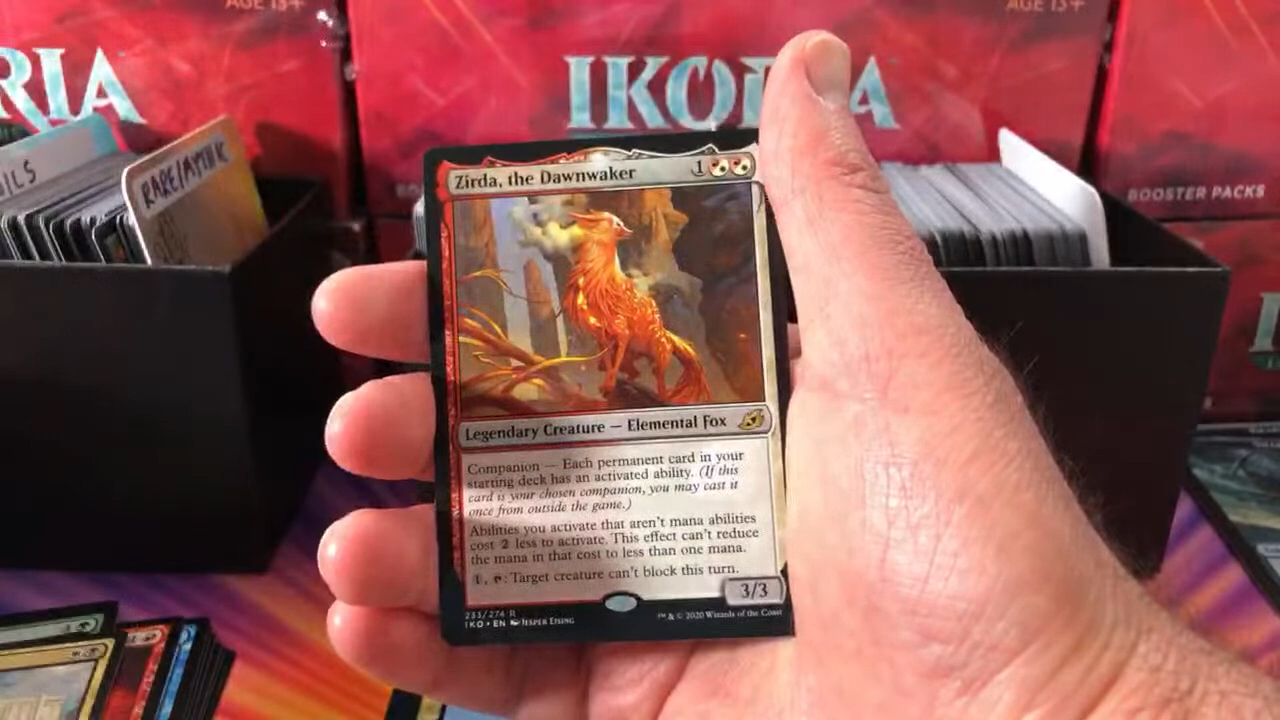 AGE 13+
AGE 13+
RIA
IKORIA
BOOSTER PACKS
ILS
RARE/MYTHIC
Zirda, the Dawnwaker
1
Legendary Creature — Elemental Fox
Companion — Each permanent card in your
starting deck has an activated ability. (If this
card is your chosen companion, you may cast it
once from outside the game.)
Abilities you activate that aren't mana abilities
cost 2 less to activate. This effect can't reduce
the mana in that cost to less than one mana.
1, : Target creature can't block this turn.
3/3
233/274 R
IKO • EN JESPER EJSING
™ & © 2020 Wizards of the Coast